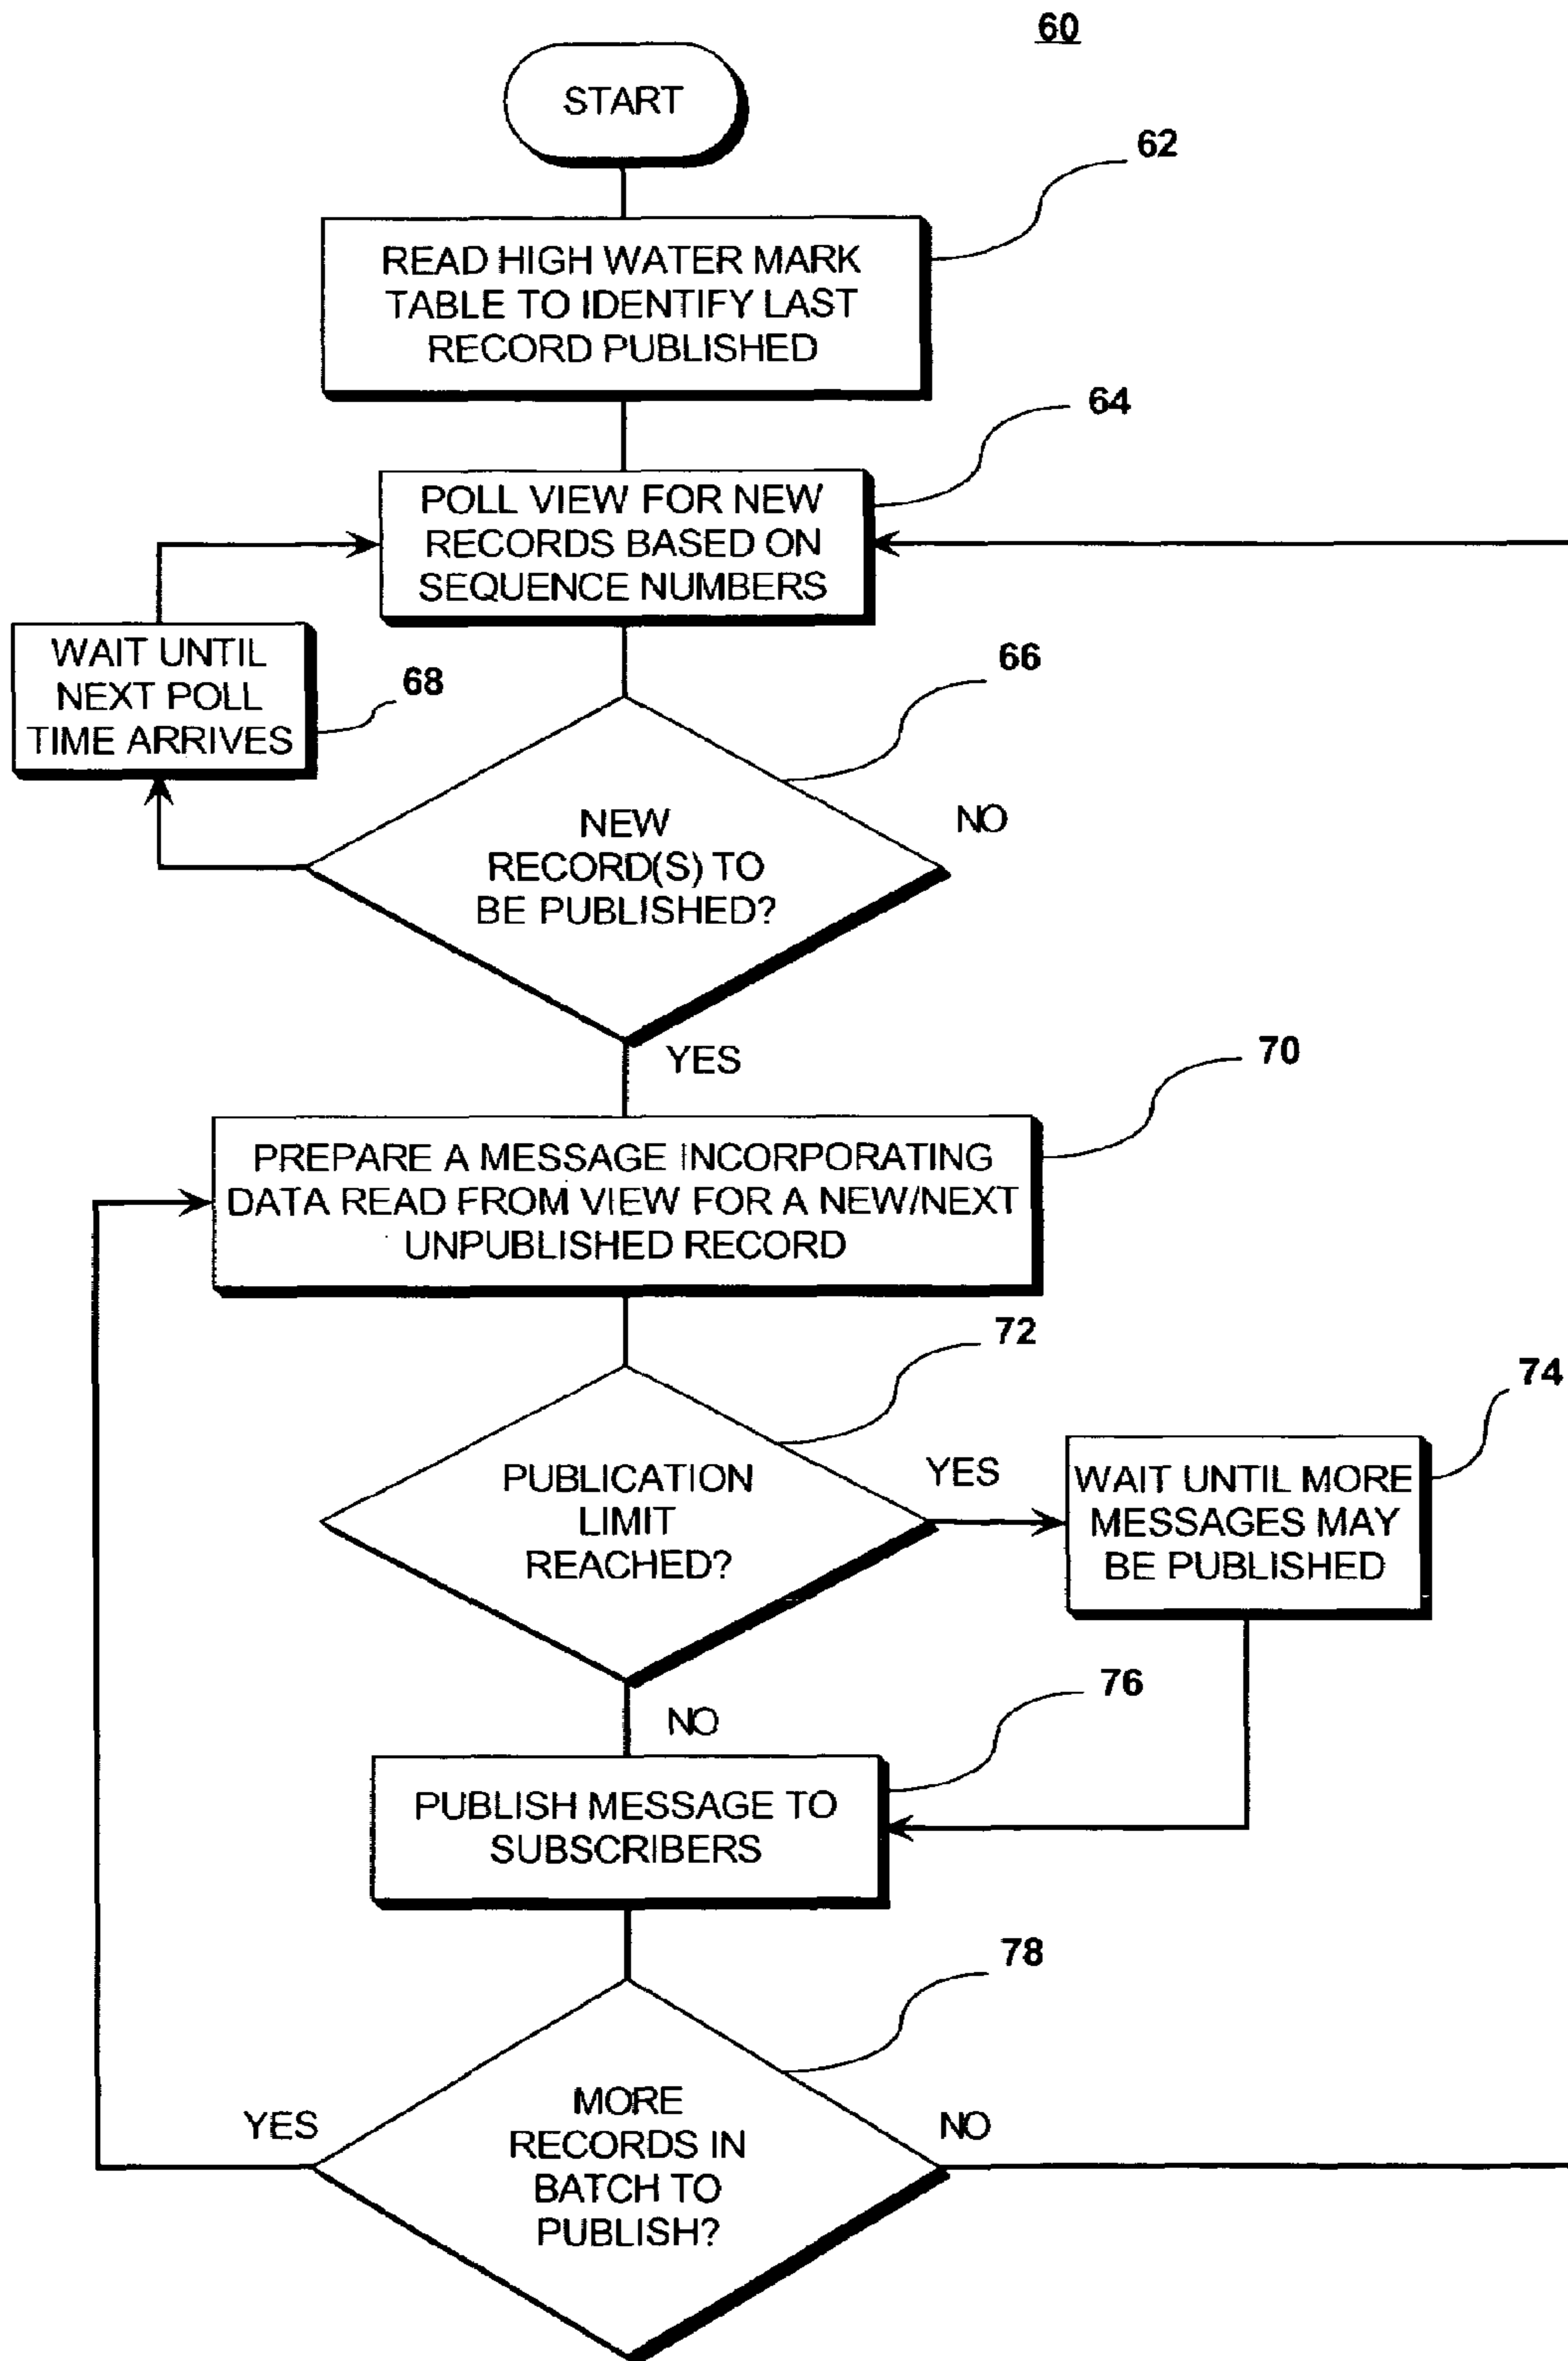 60
START
62
READ HIGH WATER MARK
TABLE TO IDENTIFY LAST
RECORD PUBLISHED
64
POLL VIEW FOR NEW
RECORDS BASED ON
SEQUENCE NUMBERS
66
WAIT UNTIL
NEXT POLL
TIME ARRIVES
68
NEW
RECORD(S) TO
BE PUBLISHED?
NO
YES
70
PREPARE A MESSAGE INCORPORATING
DATA READ FROM VIEW FOR A NEW/NEXT
UNPUBLISHED RECORD
72
PUBLICATION
LIMIT
REACHED?
YES
74
WAIT UNTIL MORE
MESSAGES MAY
BE PUBLISHED
NO
76
PUBLISH MESSAGE TO
SUBSCRIBERS
78
MORE
RECORDS IN
BATCH TO
PUBLISH?
YES
NO